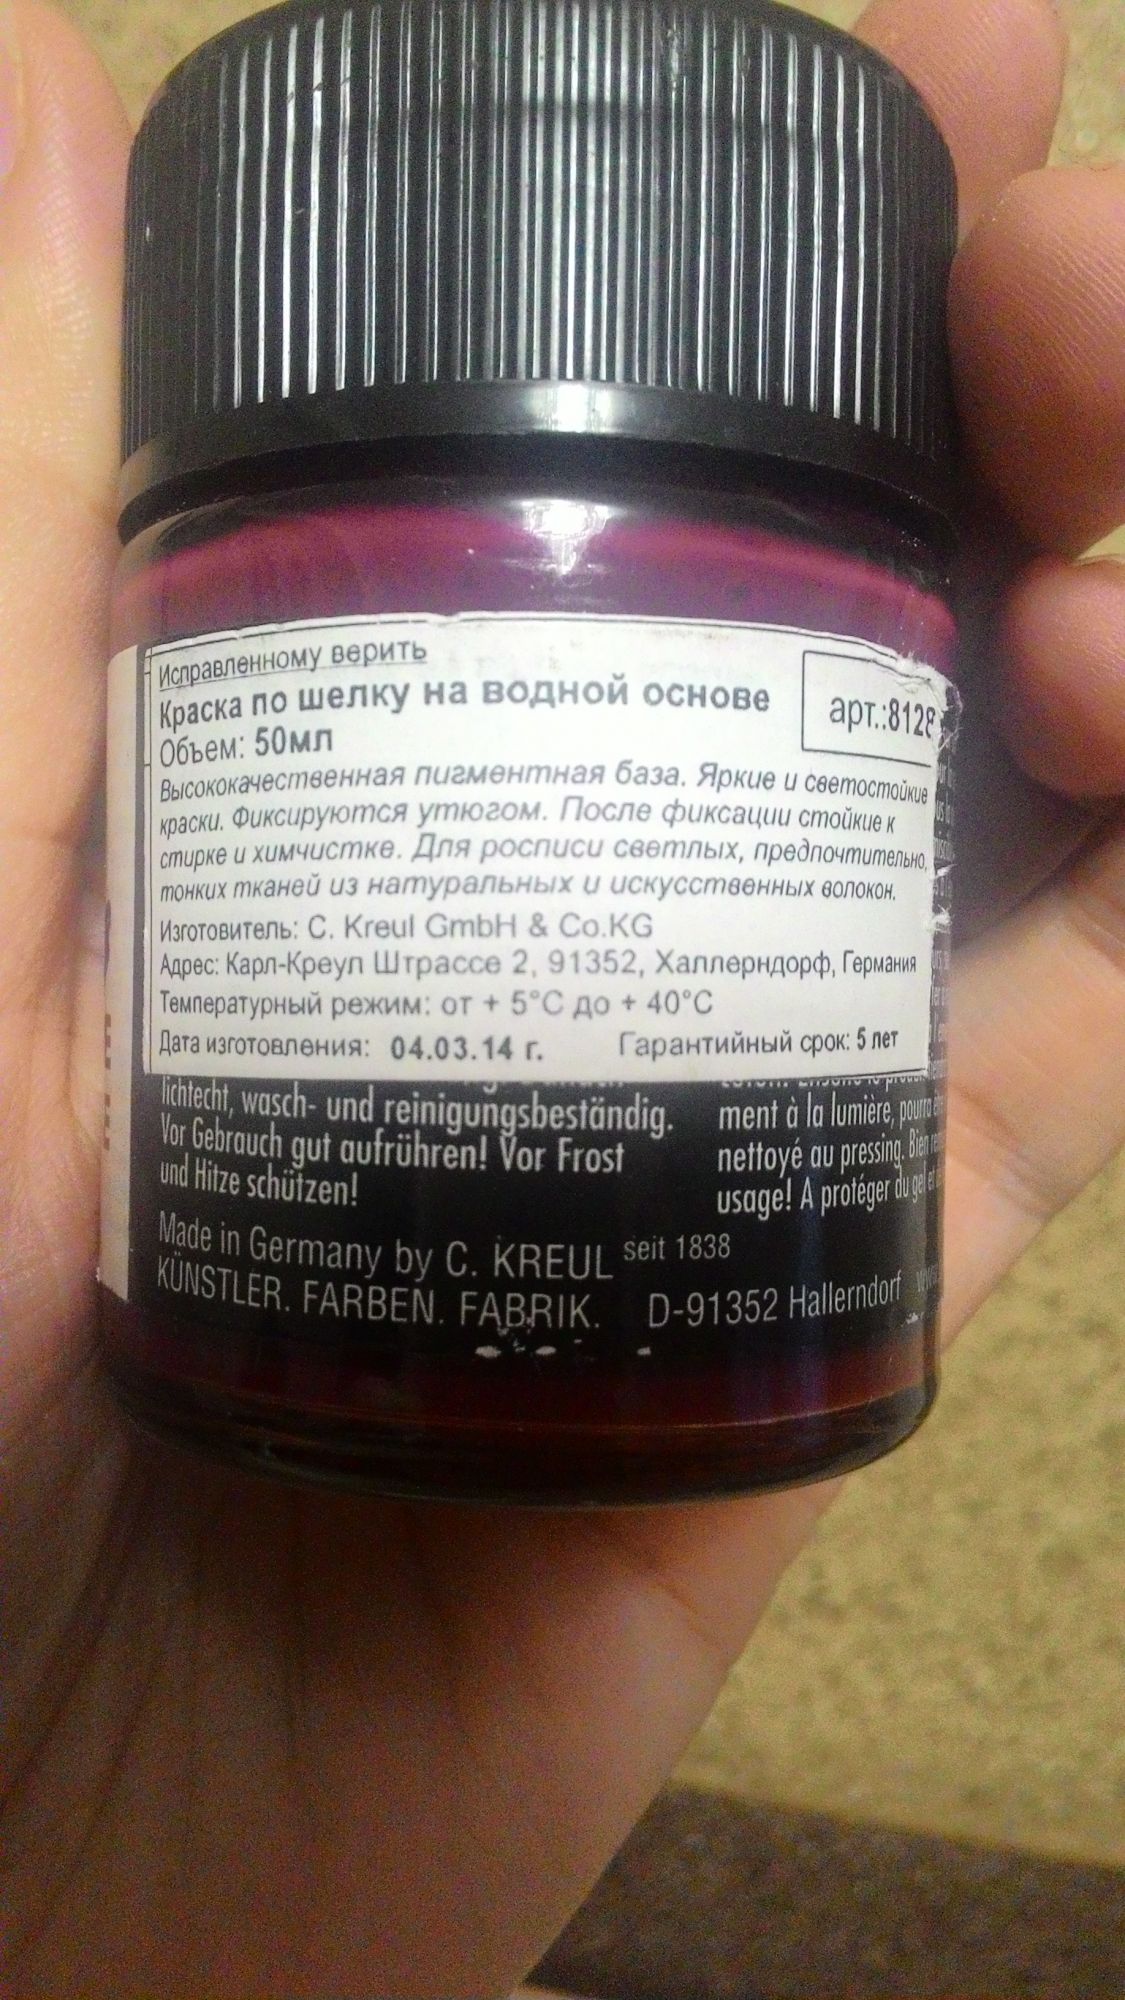 Исправленному верить
Краска по шелку на водной основе
арт.:8128
Объем: 50мл
Высококачественная пигментная база. Яркие и светостойкие
краски. Фиксируются утюгом. После фиксации стойкие к
стирке и химчистке. Для росписи светлых, предпочтительно,
тонких тканей из натуральных и искусственных волокон.
Изготовитель: C. Kreul GmbH & Co.KG
Адрес: Карл-Креул Штрассе 2, 91352, Халлерндорф, Германия
Температурный режим: от + 5°C до + 40°C
Дата изготовления: 04.03.14 г. Гарантийный срок: 5 лет
lichtecht, wasch- und reinigungsbeständig.
Vor Gebrauch gut aufrühren! Vor Frost
und Hitze schützen!
ment à la lumière, pourra
nettoyé au pressing. Bien
usage! A protéger du gel et
Made in Germany by C. KREUL seit 1838
KÜNSTLER. FARBEN. FABRIK. D-91352 Hallerndorf